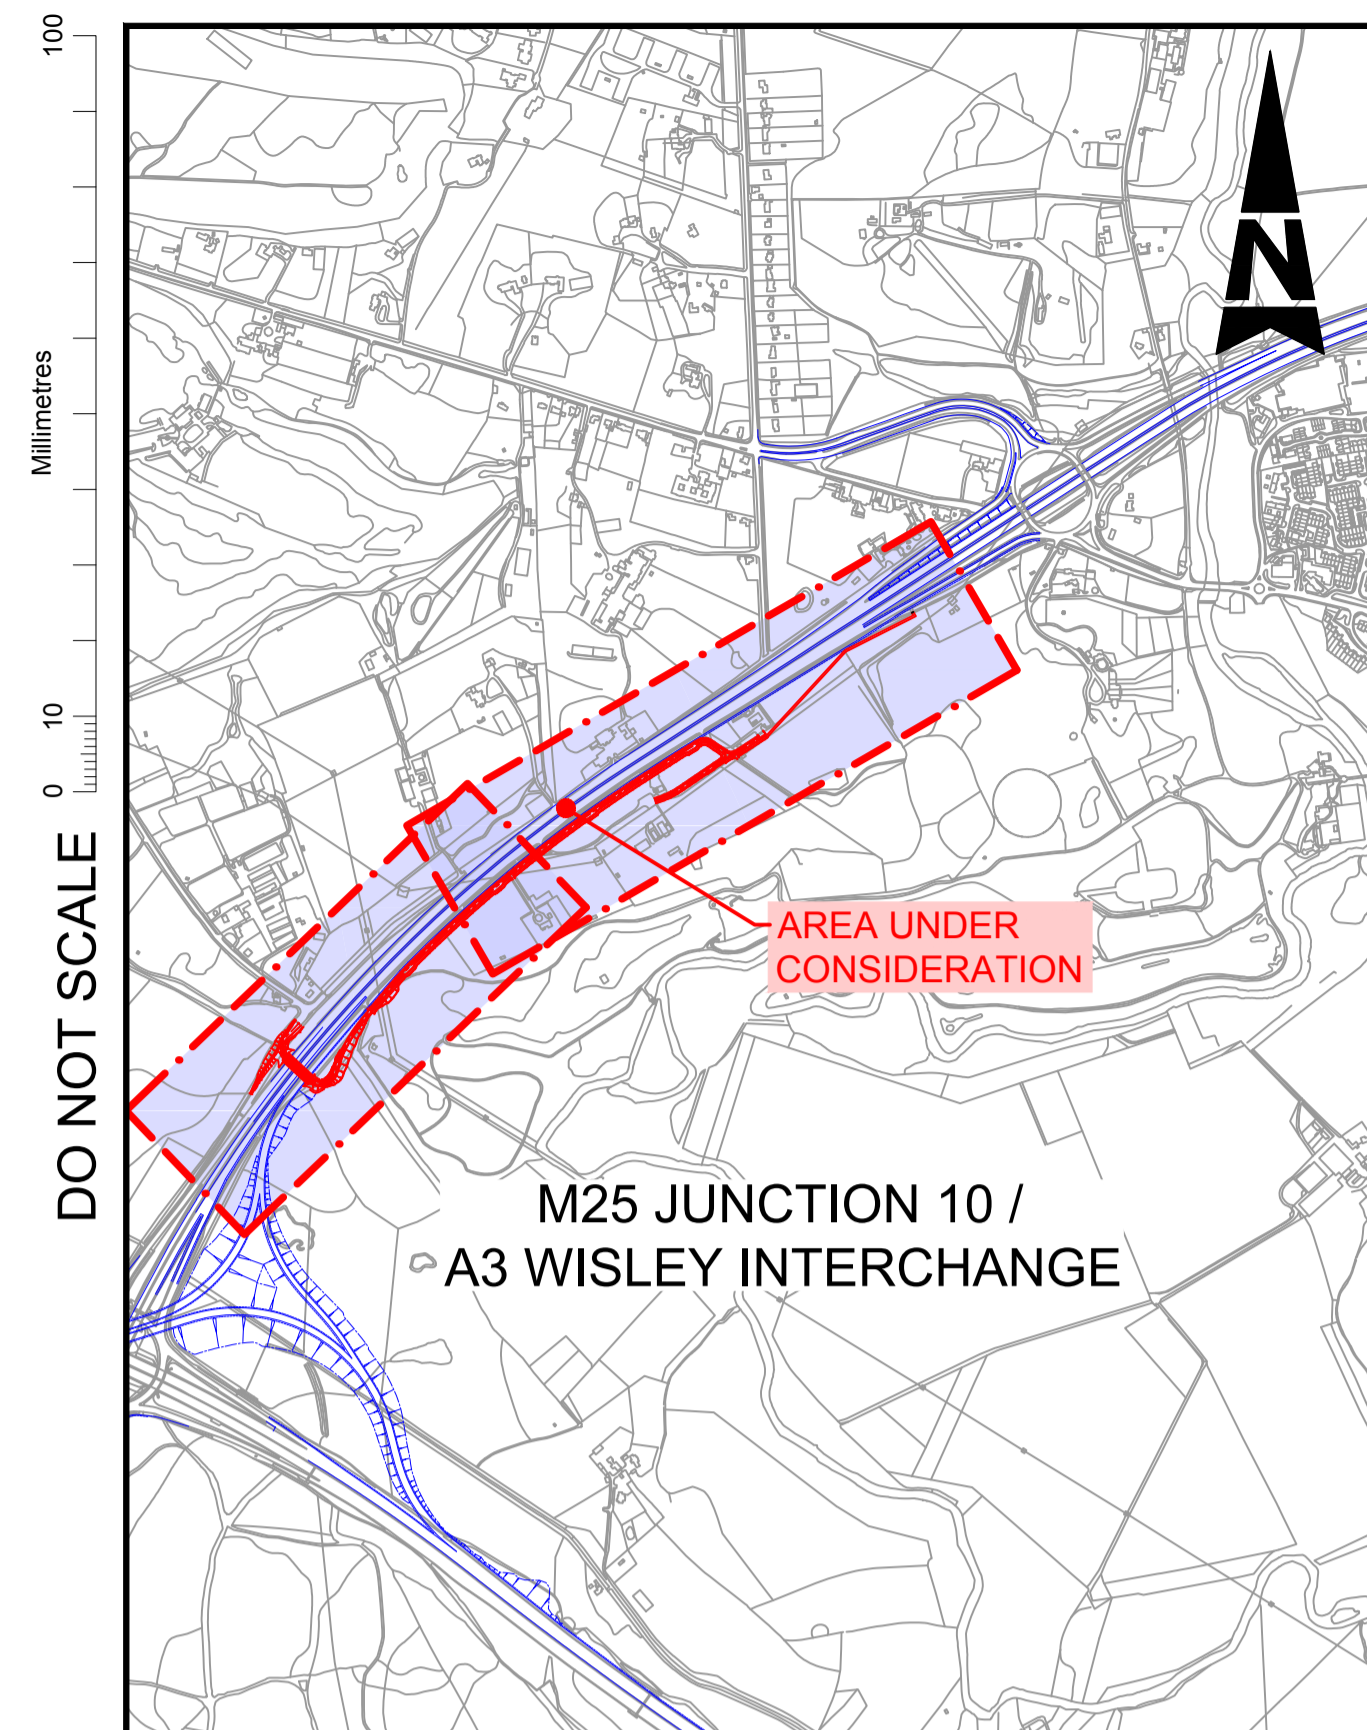 100
Millimetres
10
0
DO NOT SCALE
N
AREA UNDER
CONSIDERATION
M25 JUNCTION 10 /
A3 WISLEY INTERCHANGE